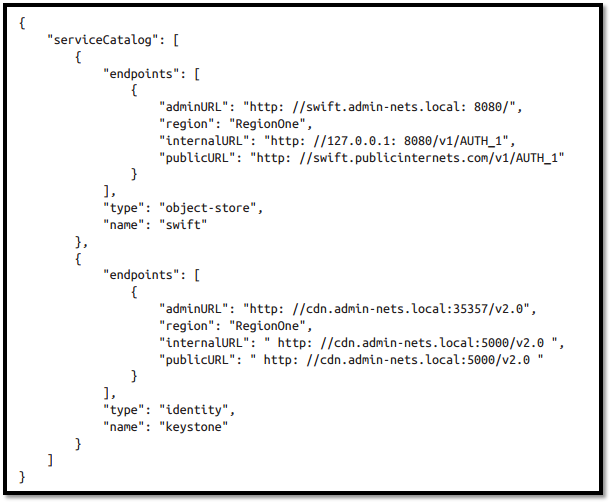 {
"serviceCatalog": [
{
"endpoints": [
{
"adminURL": "http: //swift.admin-nets.local: 8080/",
"region": "RegionOne",
"internalURL": "http: //127.0.0.1: 8080/v1/AUTH_1",
"publicURL": "http: //swift.publicinternets.com/v1/AUTH_1"
}
],
"type": "object-store",
"name": "swift"
},
{
"endpoints": [
{
"adminURL": "http: //cdn.admin-nets.local:35357/v2.0",
"region": "RegionOne",
"internalURL": " http: //cdn.admin-nets.local:5000/v2.0 ",
"publicURL": " http: //cdn.admin-nets.local:5000/v2.0 "
}
],
"type": "identity",
"name": "keystone"
}
]
}